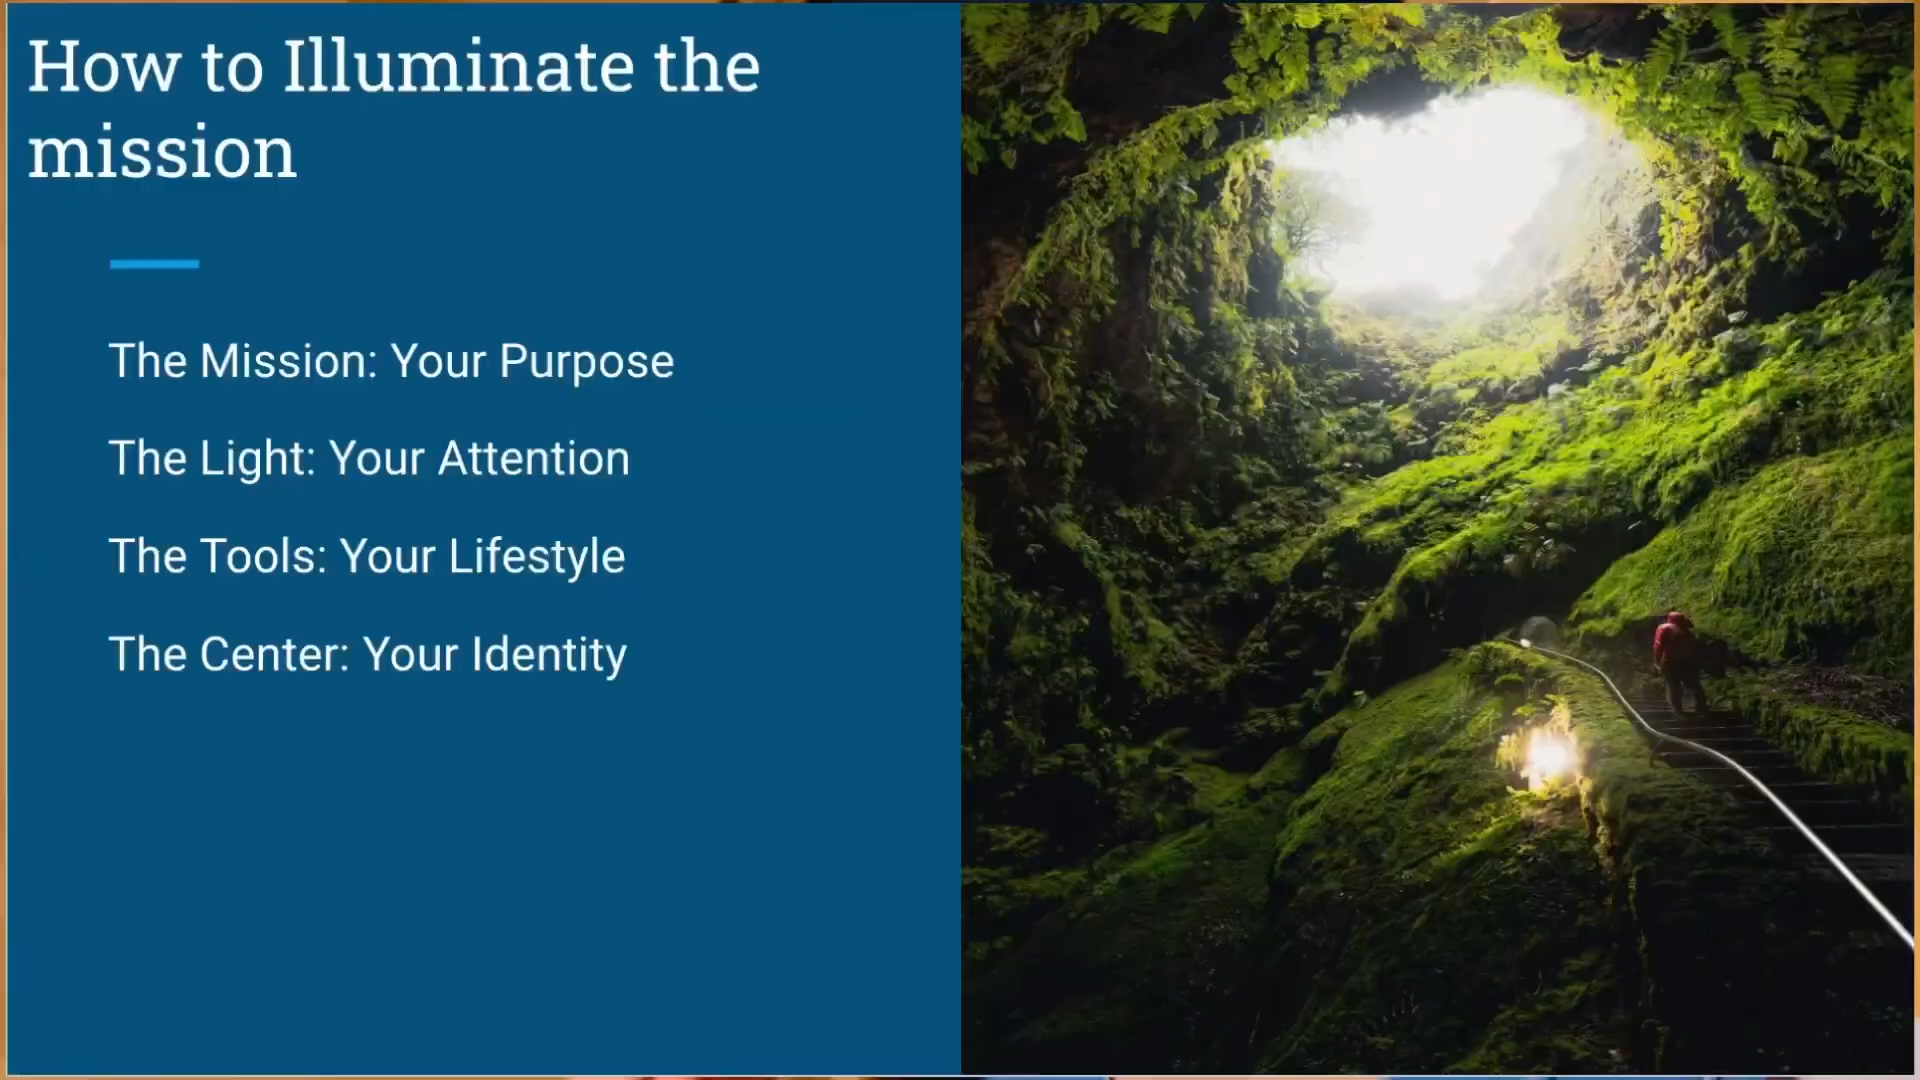 How to Illuminate the
mission
The Mission: Your Purpose
The Light: Your Attention
The Tools: Your Lifestyle
The Center: Your Identity